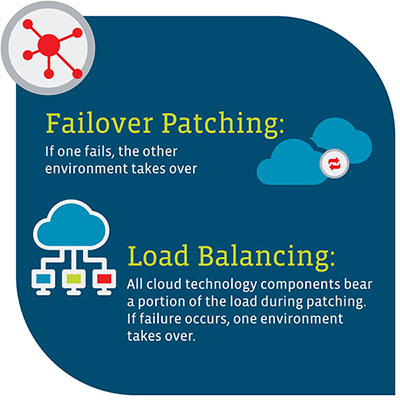 Failover Patching:
If one fails, the other
environment takes over
Load Balancing:
All cloud technology components bear
a portion of the load during patching.
If failure occurs, one environment
takes over.